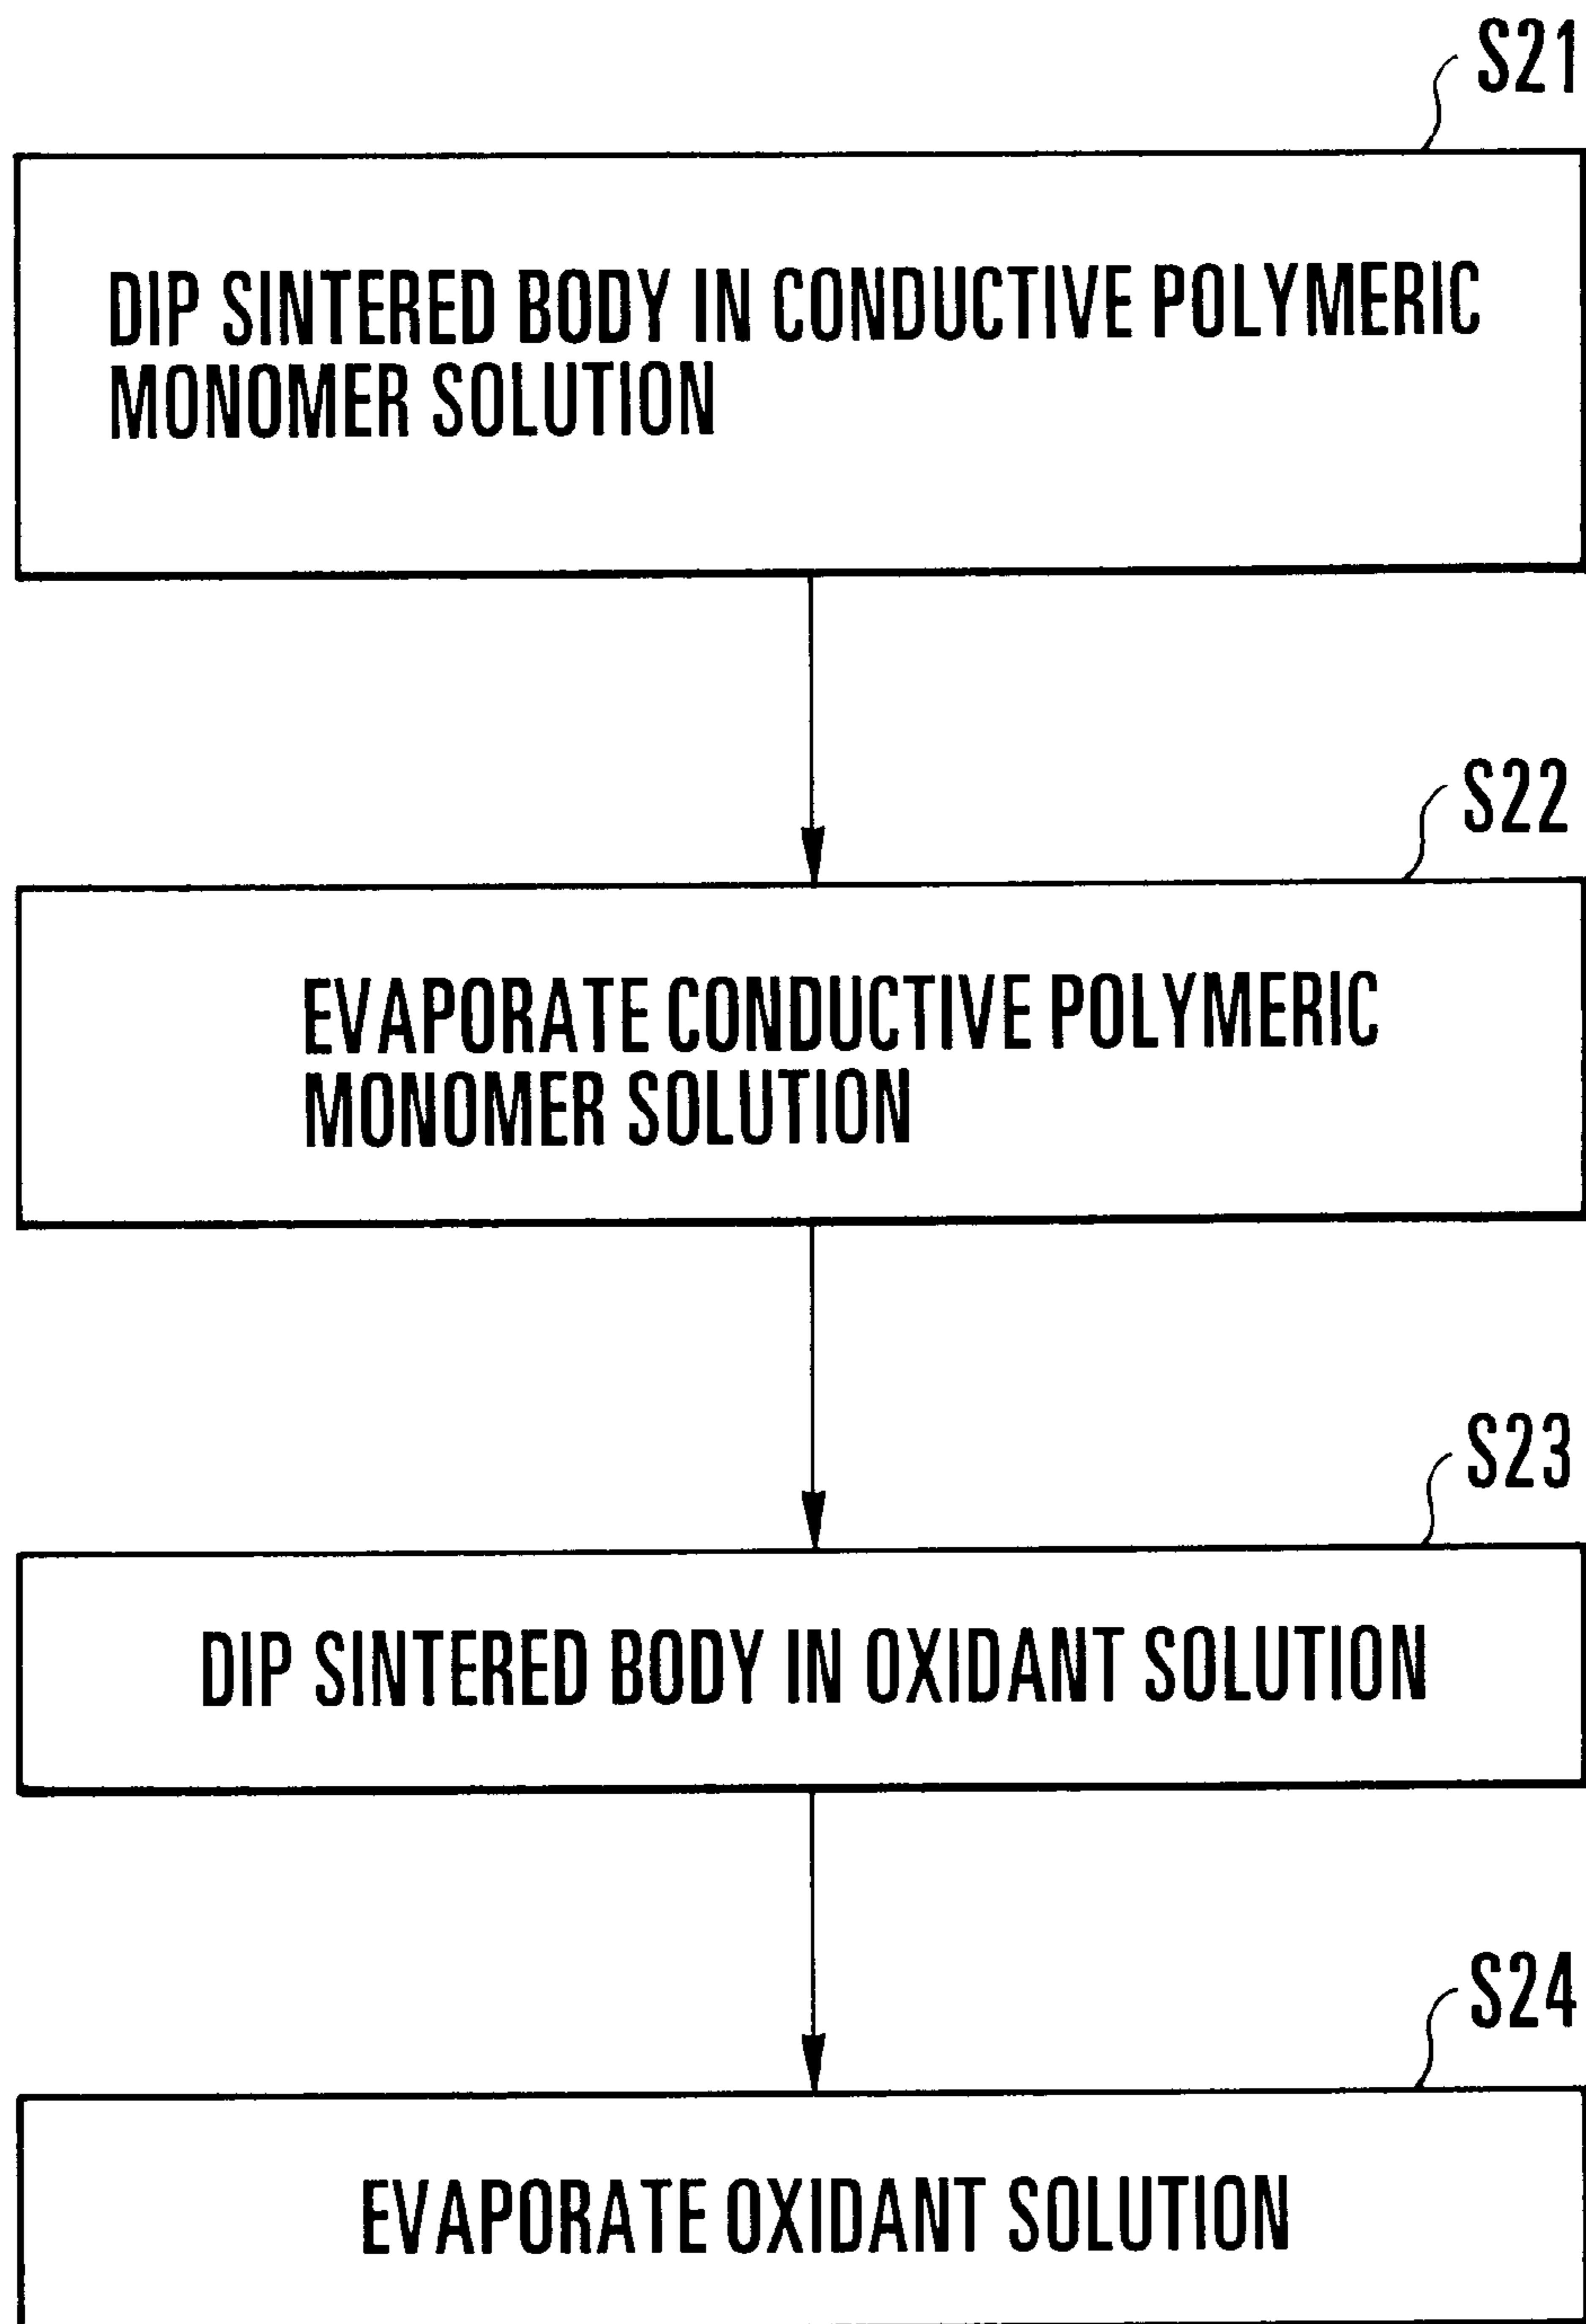 S21
DIP SINTERED BODY IN CONDUCTIVE POLYMERIC
MONOMER SOLUTION
S22
EVAPORATE CONDUCTIVE POLYMERIC
MONOMER SOLUTION
S23
DIP SINTERED BODY IN OXIDANT SOLUTION
S24
EVAPORATE OXIDANT SOLUTION